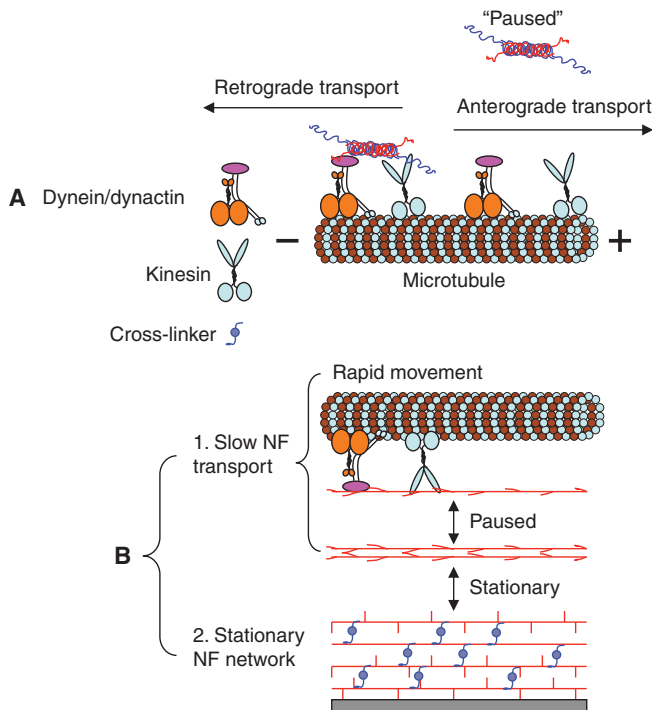 “Paused”
Retrograde transport
Anterograde transport
A
Dynein/dynactin
Kinesin
Microtubule
Cross-linker
Rapid movement
1. Slow NF
transport
Paused
B
Stationary
2. Stationary
NF network